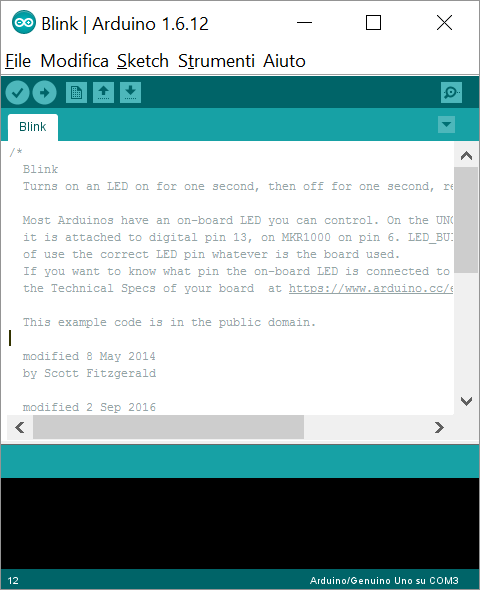 Blink | Arduino 1.6.12
File Modifica Sketch Strumenti Aiuto
Blink
/*
Blink
Turns on an LED on for one second, then off for one second, re
Most Arduinos have an on-board LED you can control. On the UNO
it is attached to digital pin 13, on MKR1000 on pin 6. LED_BUI
of use the correct LED pin whatever is the board used.
If you want to know what pin the on-board LED is connected to
the Technical Specs of your board  at https://www.arduino.cc/e
This example code is in the public domain.
modified 8 May 2014
by Scott Fitzgerald
modified 2 Sep 2016
12
Arduino/Genuino Uno su COM3